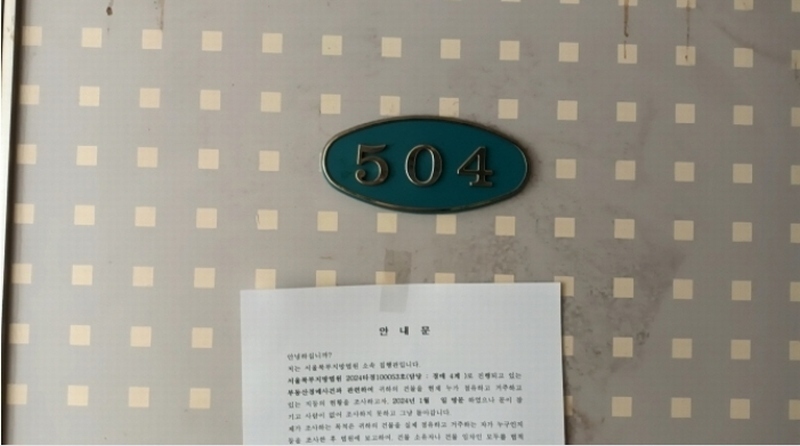 504
안 내 문
안녕하십니까?
저는 서울북부지방법원 소속 집행관입니다.
서울북부지방법원 2024타경100053호(담당 : 경매 4계 )로 진행되고 있는
부동산경매사건과 관련하여 귀하의 건물을 현재 누가 점유하고 거주하고
있는 지등의 현황을 조사하고자, 2024년 1월 일 방문 하였으나 문이 잠
기고 사람이 없어 조사하지 못하고 그냥 돌아갑니다.
제가 조사하는 목적은 귀하의 건물을 실제 점유하고 거주하는 자가 누구인지
등을 조사한 후 법원에 보고하여, 건물 소유자나 건물 임차인 모두를 법적